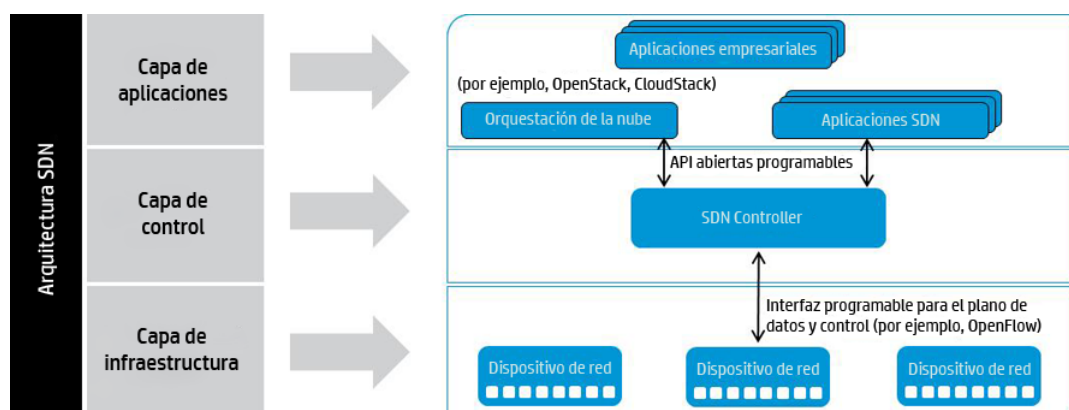 Arquitectura SDN
Capa de
aplicaciones
Aplicaciones empresariales
(por ejemplo, OpenStack, CloudStack)
Orquestación de la nube
Aplicaciones SDN
API abiertas programables
Capa de
control
SDN Controller
Interfaz programable para el plano de
datos y control (por ejemplo, OpenFlow)
Capa de
infraestructura
Dispositivo de red
Dispositivo de red
Dispositivo de red